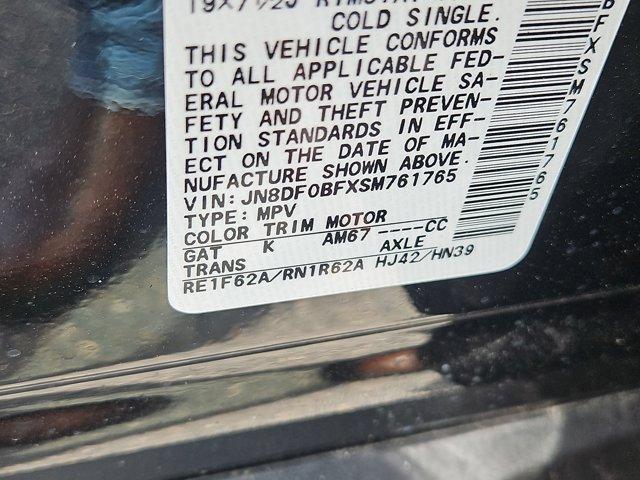 COLD SINGLE.
THIS VEHICLE CONFORMS
TO ALL APPLICABLE FED-
ERAL MOTOR VEHICLE SA-
FETY AND THEFT PREVEN-
TION STANDARDS IN EFF-
ECT ON THE DATE OF MA-
NUFACTURE SHOWN ABOVE.
VIN:JN8DF0BFXSM761765
TYPE:MPV
COLOR TRIM MOTOR
GAT K AM67 ----CC
TRANS AXLE
RE1F62A/RN1R62A HJ42/HN39
BFXSM761765